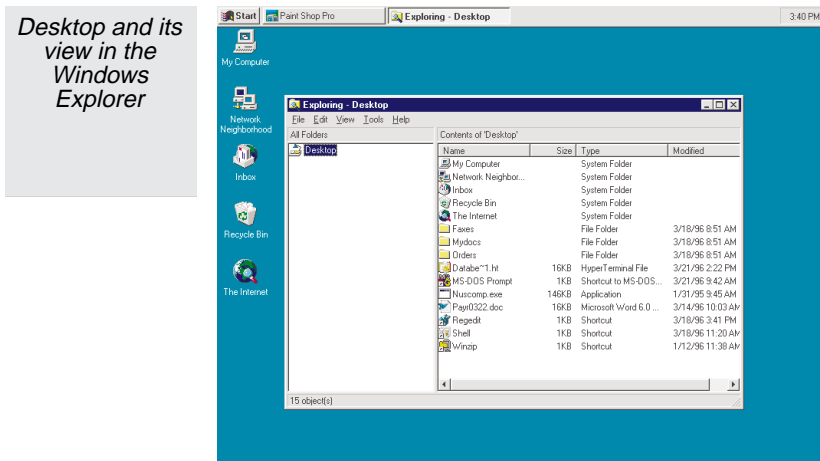 Desktop and its
view in the
Windows
Explorer
Start Paint Shop Pro Exploring - Desktop 3:40 PM
My Computer
Network
Neighborhood
Inbox
Recycle Bin
The Internet
Exploring - Desktop
File Edit View Tools Help
All Folders Contents of 'Desktop'
Desktop
Name Size Type Modified
My Computer System Folder
Network Neighbor... System Folder
Inbox System Folder
Recycle Bin System Folder
The Internet System Folder
Faxes File Folder 3/18/96 8:51 AM
Mydocs File Folder 3/18/96 8:51 AM
Orders File Folder 3/18/96 8:51 AM
Databe~1.ht 16KB HyperTerminal File 3/21/96 2:22 PM
MS-DOS Prompt 1KB Shortcut to MS-DOS... 3/21/96 9:42 AM
Nuscomp.exe 146KB Application 1/31/95 9:45 AM
Payr0322.doc 16KB Microsoft Word 6.0 ... 3/14/96 10:03 AM
Regedit 1KB Shortcut 3/18/96 3:41 PM
Shell 1KB Shortcut 3/18/96 11:20 AM
Winzip 1KB Shortcut 1/12/96 11:38 AM
15 object(s)